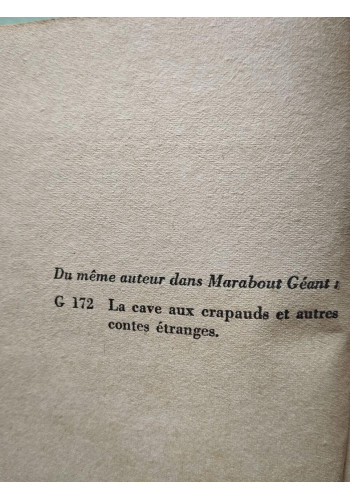 Du même auteur dans Marabout Géant :
G 172 La cave aux crapauds et autres
contes étranges.